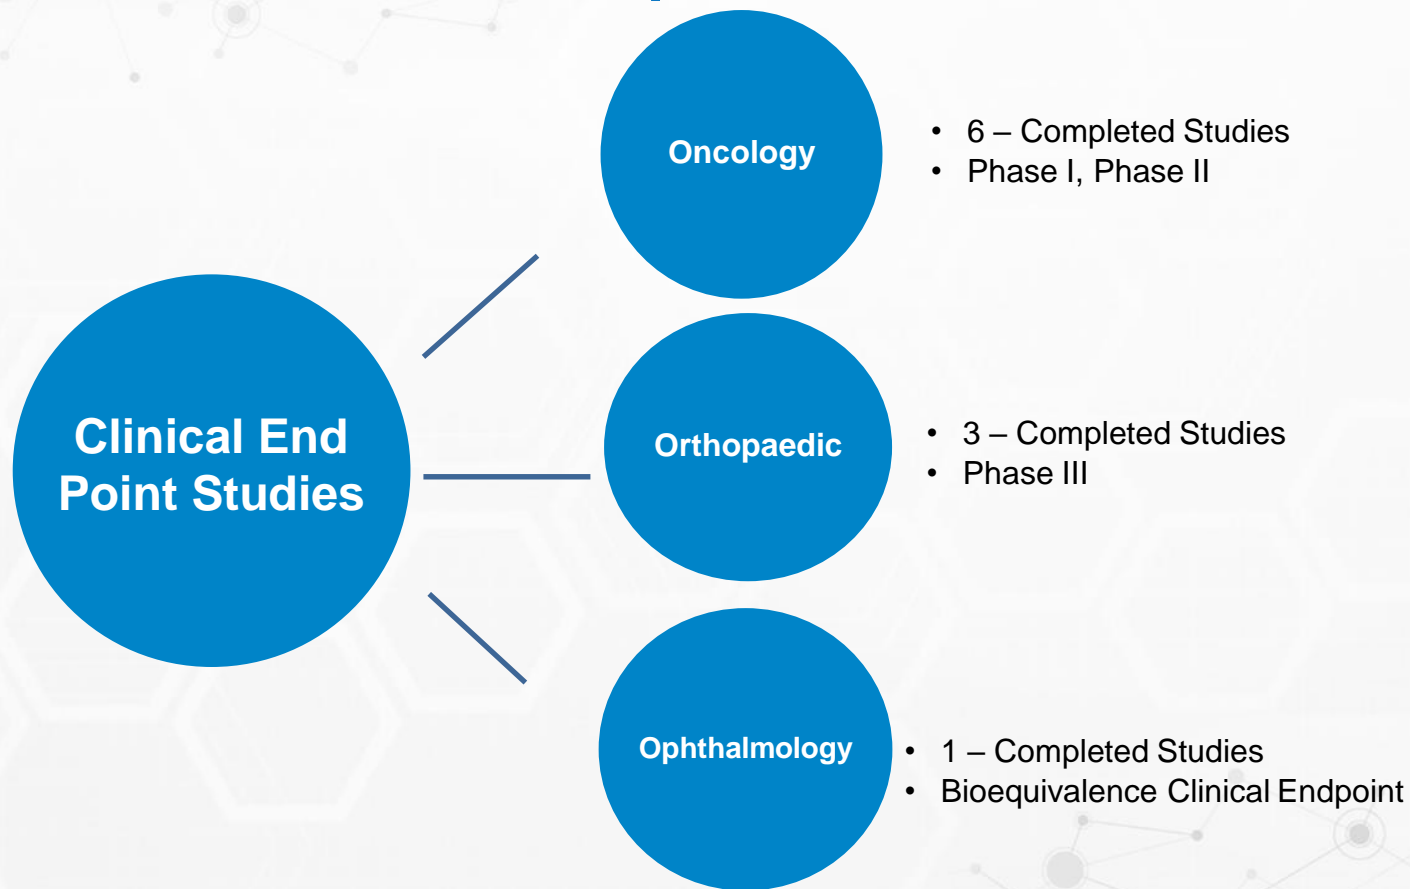 Oncology
• 6 – Completed Studies
• Phase I, Phase II
Clinical End
Point Studies
Orthopaedic
• 3 – Completed Studies
• Phase III
Ophthalmology
• 1 – Completed Studies
• Bioequivalence Clinical Endpoint